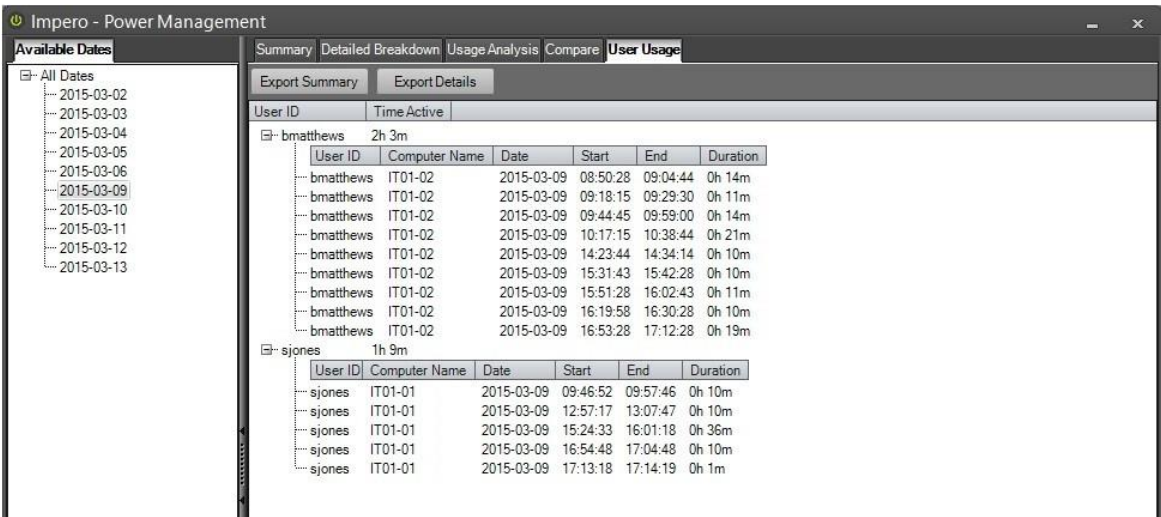 Impero - Power Management
Available Dates
All Dates
2015-03-02
2015-03-03
2015-03-04
2015-03-05
2015-03-06
2015-03-09
2015-03-10
2015-03-11
2015-03-12
2015-03-13
Summary Detailed Breakdown Usage Analysis Compare User Usage
Export Summary Export Details
User ID Time Active
bmatthews 2h 3m
User ID Computer Name Date Start End Duration
bmatthews IT01-02 2015-03-09 08:50:28 09:04:44 0h 14m
bmatthews IT01-02 2015-03-09 09:18:15 09:29:30 0h 11m
bmatthews IT01-02 2015-03-09 09:44:45 09:59:00 0h 14m
bmatthews IT01-02 2015-03-09 10:17:15 10:38:44 0h 21m
bmatthews IT01-02 2015-03-09 14:23:44 14:34:14 0h 10m
bmatthews IT01-02 2015-03-09 15:31:43 15:42:28 0h 10m
bmatthews IT01-02 2015-03-09 15:51:28 16:02:43 0h 11m
bmatthews IT01-02 2015-03-09 16:19:58 16:30:28 0h 10m
bmatthews IT01-02 2015-03-09 16:53:28 17:12:28 0h 19m
sjones 1h 9m
User ID Computer Name Date Start End Duration
sjones IT01-01 2015-03-09 09:46:52 09:57:46 0h 10m
sjones IT01-01 2015-03-09 12:57:17 13:07:47 0h 10m
sjones IT01-01 2015-03-09 15:24:33 16:01:18 0h 36m
sjones IT01-01 2015-03-09 16:54:48 17:04:48 0h 10m
sjones IT01-01 2015-03-09 17:13:18 17:14:19 0h 1m